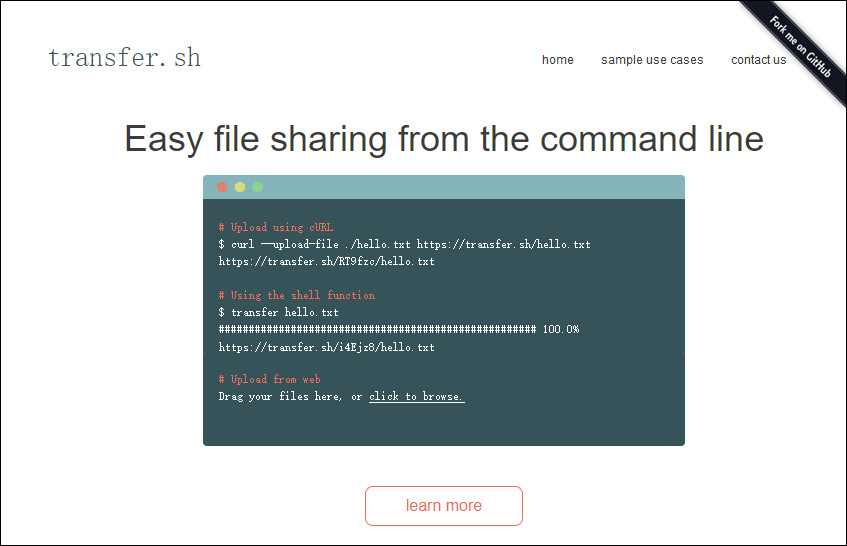 Fork me on GitHub
transfer.sh
home sample use cases contact us
Easy file sharing from the command line
# Upload using cURL
$ curl --upload-file ./hello.txt https://transfer.sh/hello.txt
https://transfer.sh/RT9fzc/hello.txt
# Using the shell function
$ transfer hello.txt
##################################################### 100.0%
https://transfer.sh/i4Ejz8/hello.txt
# Upload from web
Drag your files here, or click to browse.
learn more